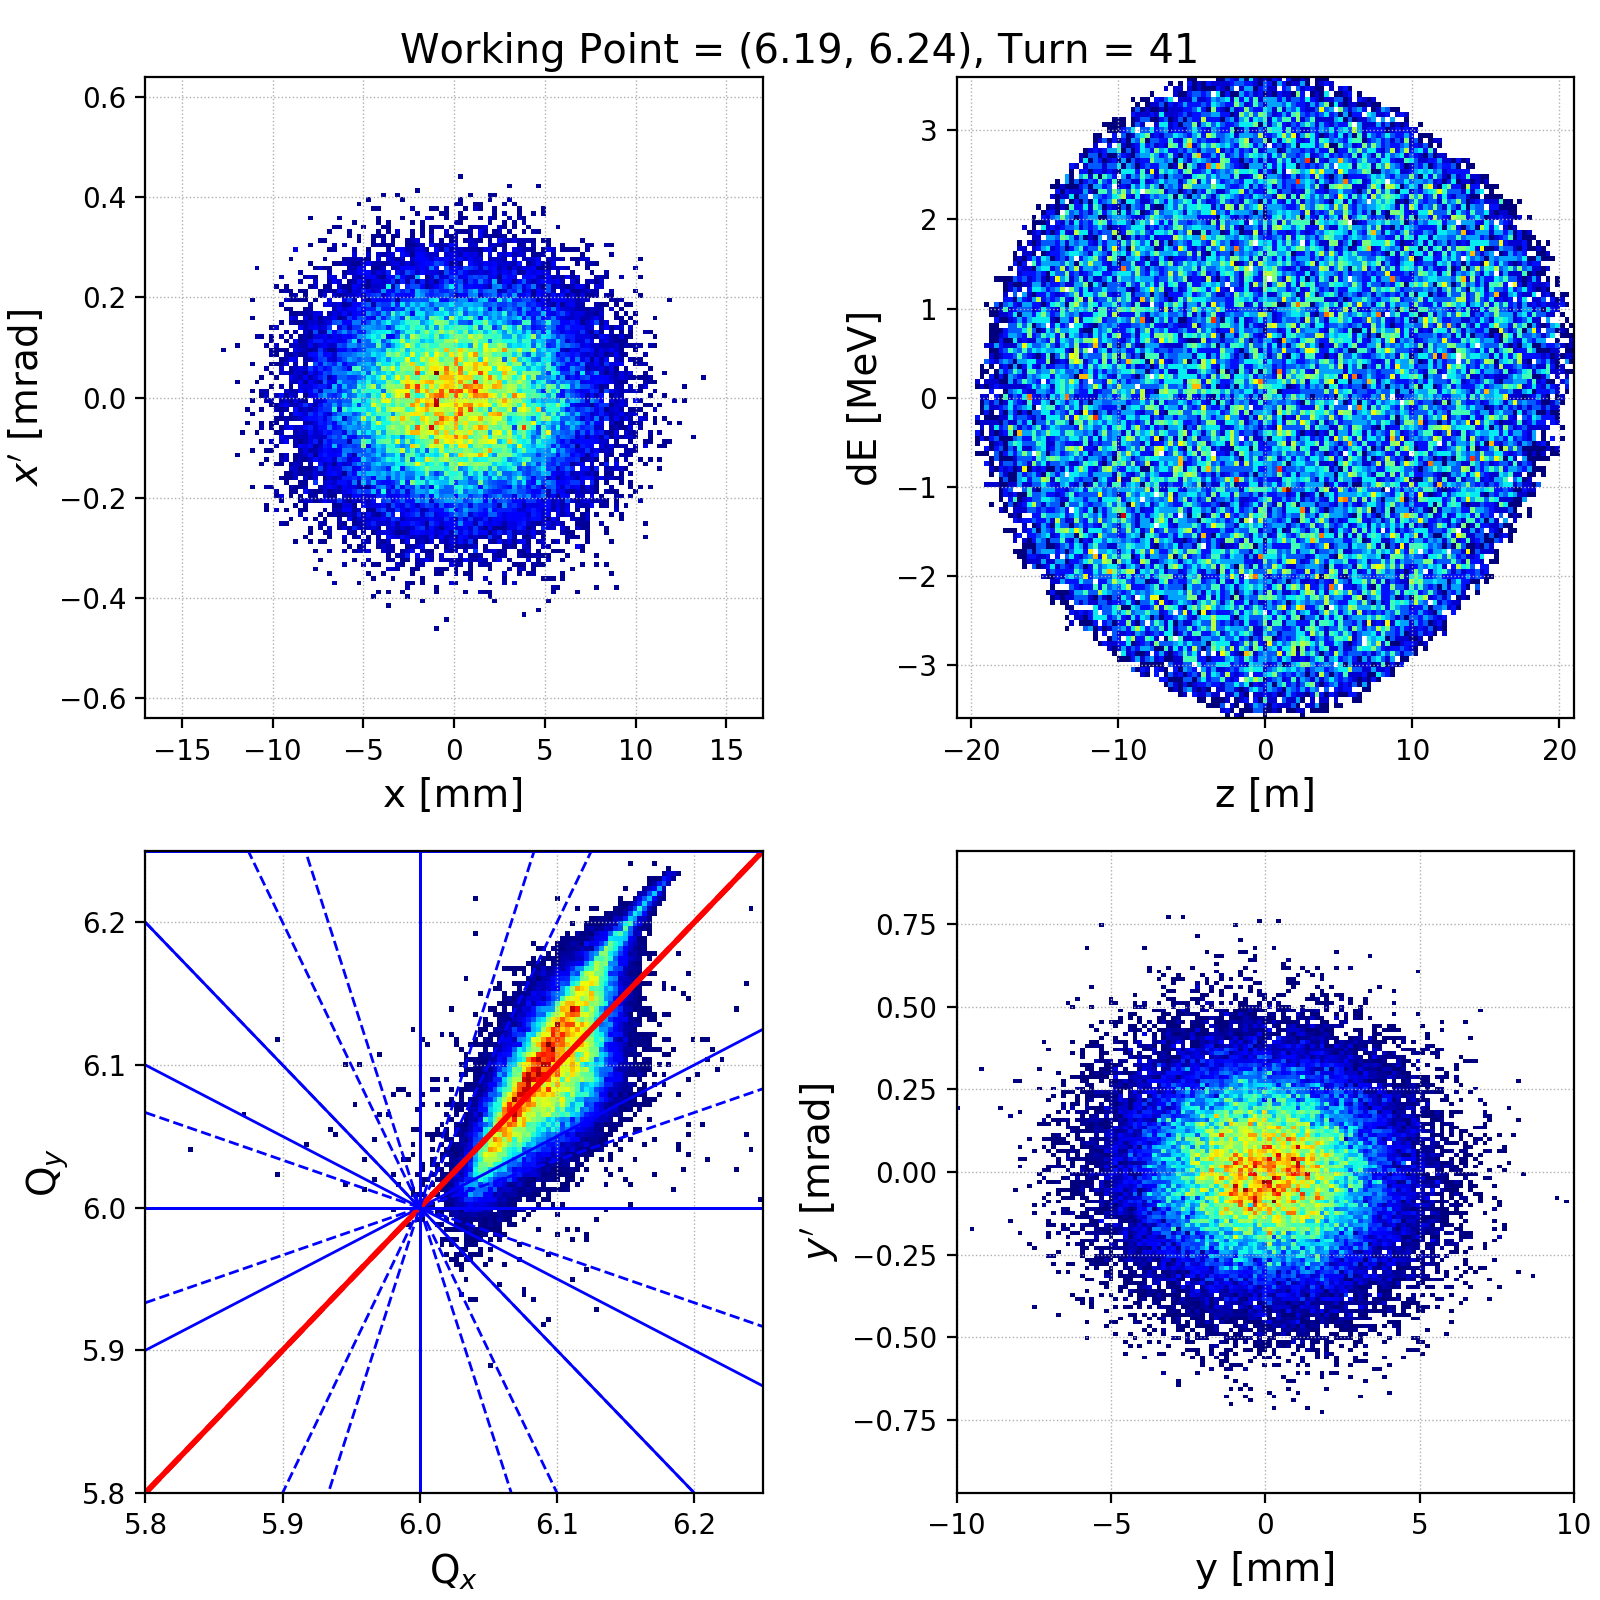 Working Point = (6.19, 6.24), Turn = 41
0.6
0.4
0.2
0.0
−0.2
−0.4
−0.6
x′ [mrad]
−15 −10 −5 0 5 10 15
x [mm]
3
2
1
0
−1
−2
−3
dE [MeV]
−20 −10 0 10 20
z [m]
6.2
6.1
6.0
5.9
5.8
Qy
5.8 5.9 6.0 6.1 6.2
Qx
0.75
0.50
0.25
0.00
−0.25
−0.50
−0.75
y′ [mrad]
−10 −5 0 5 10
y [mm]